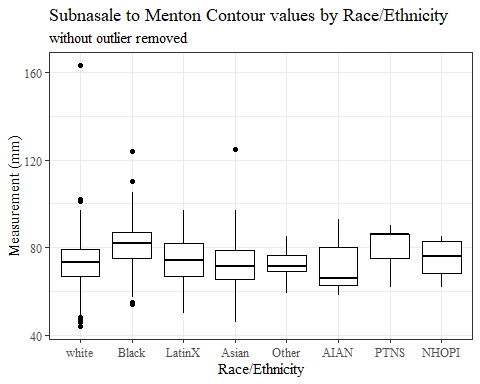 Subnasale to Menton Contour values by Race/Ethnicity
without outlier removed
Measurement (mm)
160
120
80
40
white Black LatinX Asian Other AIAN PTNS NHOPI
Race/Ethnicity